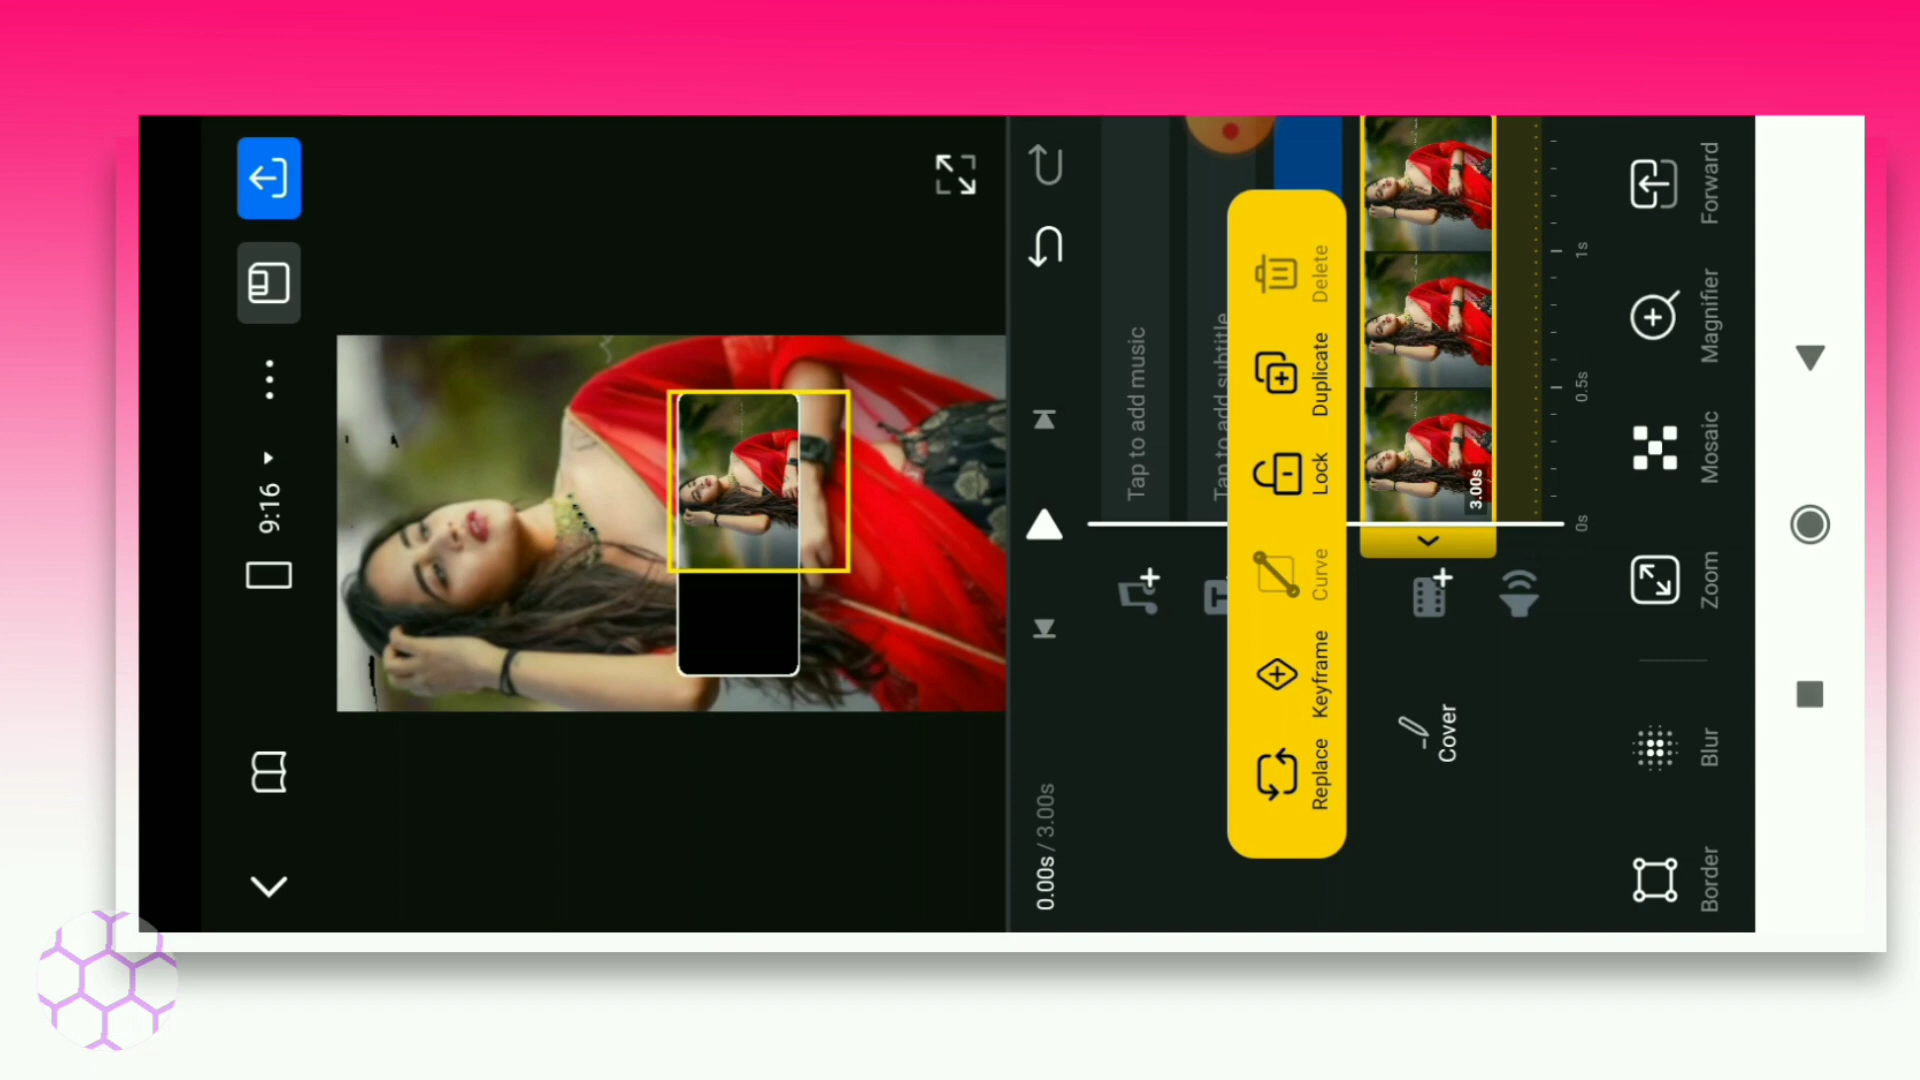 9:16
0.00s / 3.00s
Tap to add music
Tap to add subtitle
Replace
Keyframe
Curve
Lock
Duplicate
Delete
Cover
3.00s
0s
0.5s
1s
Border
Blur
Zoom
Mosaic
Magnifier
Forward